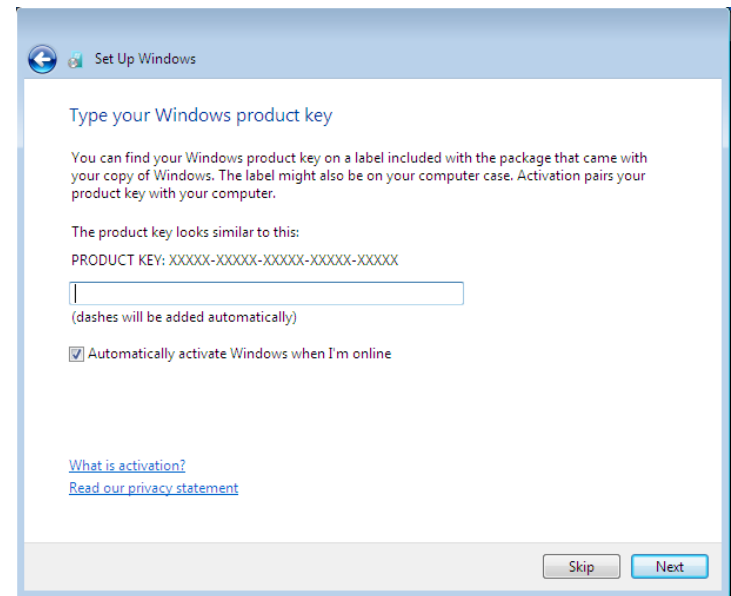 Set Up Windows
Type your Windows product key
You can find your Windows product key on a label included with the package that came with
your copy of Windows. The label might also be on your computer case. Activation pairs your
product key with your computer.
The product key looks similar to this:
PRODUCT KEY: XXXXX-XXXXX-XXXXX-XXXXX-XXXXX
(dashes will be added automatically)
Automatically activate Windows when I'm online
What is activation?
Read our privacy statement
Skip Next